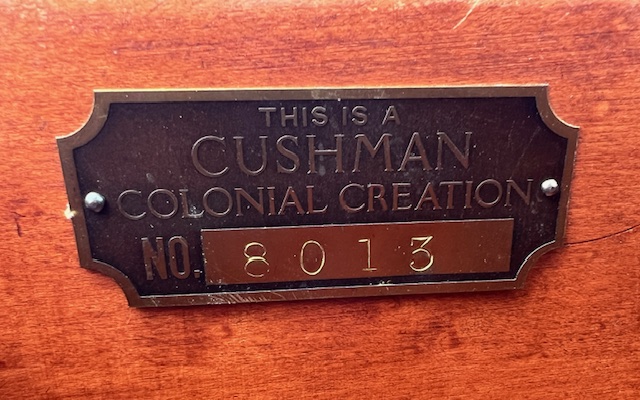 THIS IS A
CUSHMAN
COLONIAL CREATION
NO. 8013